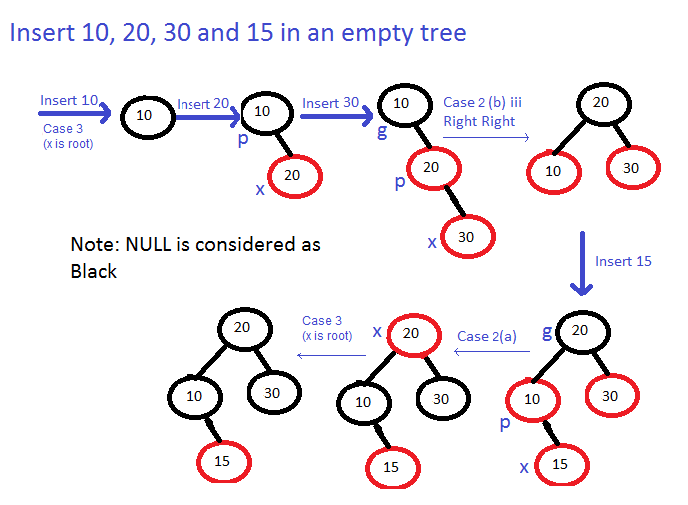 Insert 10, 20, 30 and 15 in an empty tree
Insert 10
Case 3
(x is root)
10
Insert 20
10
p
20
x
Insert 30
10
g
20
p
30
x
Case 2 (b) iii
Right Right
20
10
30
Note: NULL is considered as
Black
Insert 15
20
g
10
p
30
15
x
Case 2(a)
20
x
10
30
15
Case 3
(x is root)
20
10
30
15